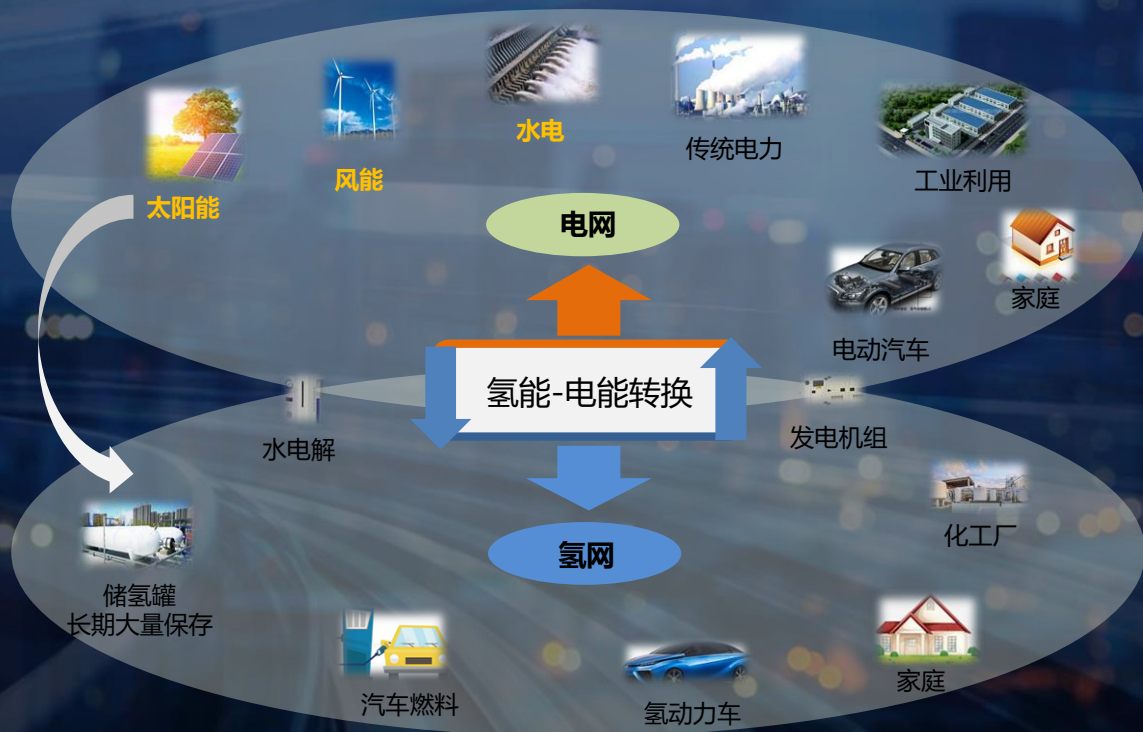 水电
传统电力
风能
工业利用
太阳能
电网
家庭
电动汽车
氢能-电能转换
水电解
发电机组
化工厂
氢网
储氢罐
长期大量保存
家庭
汽车燃料
氢动力车